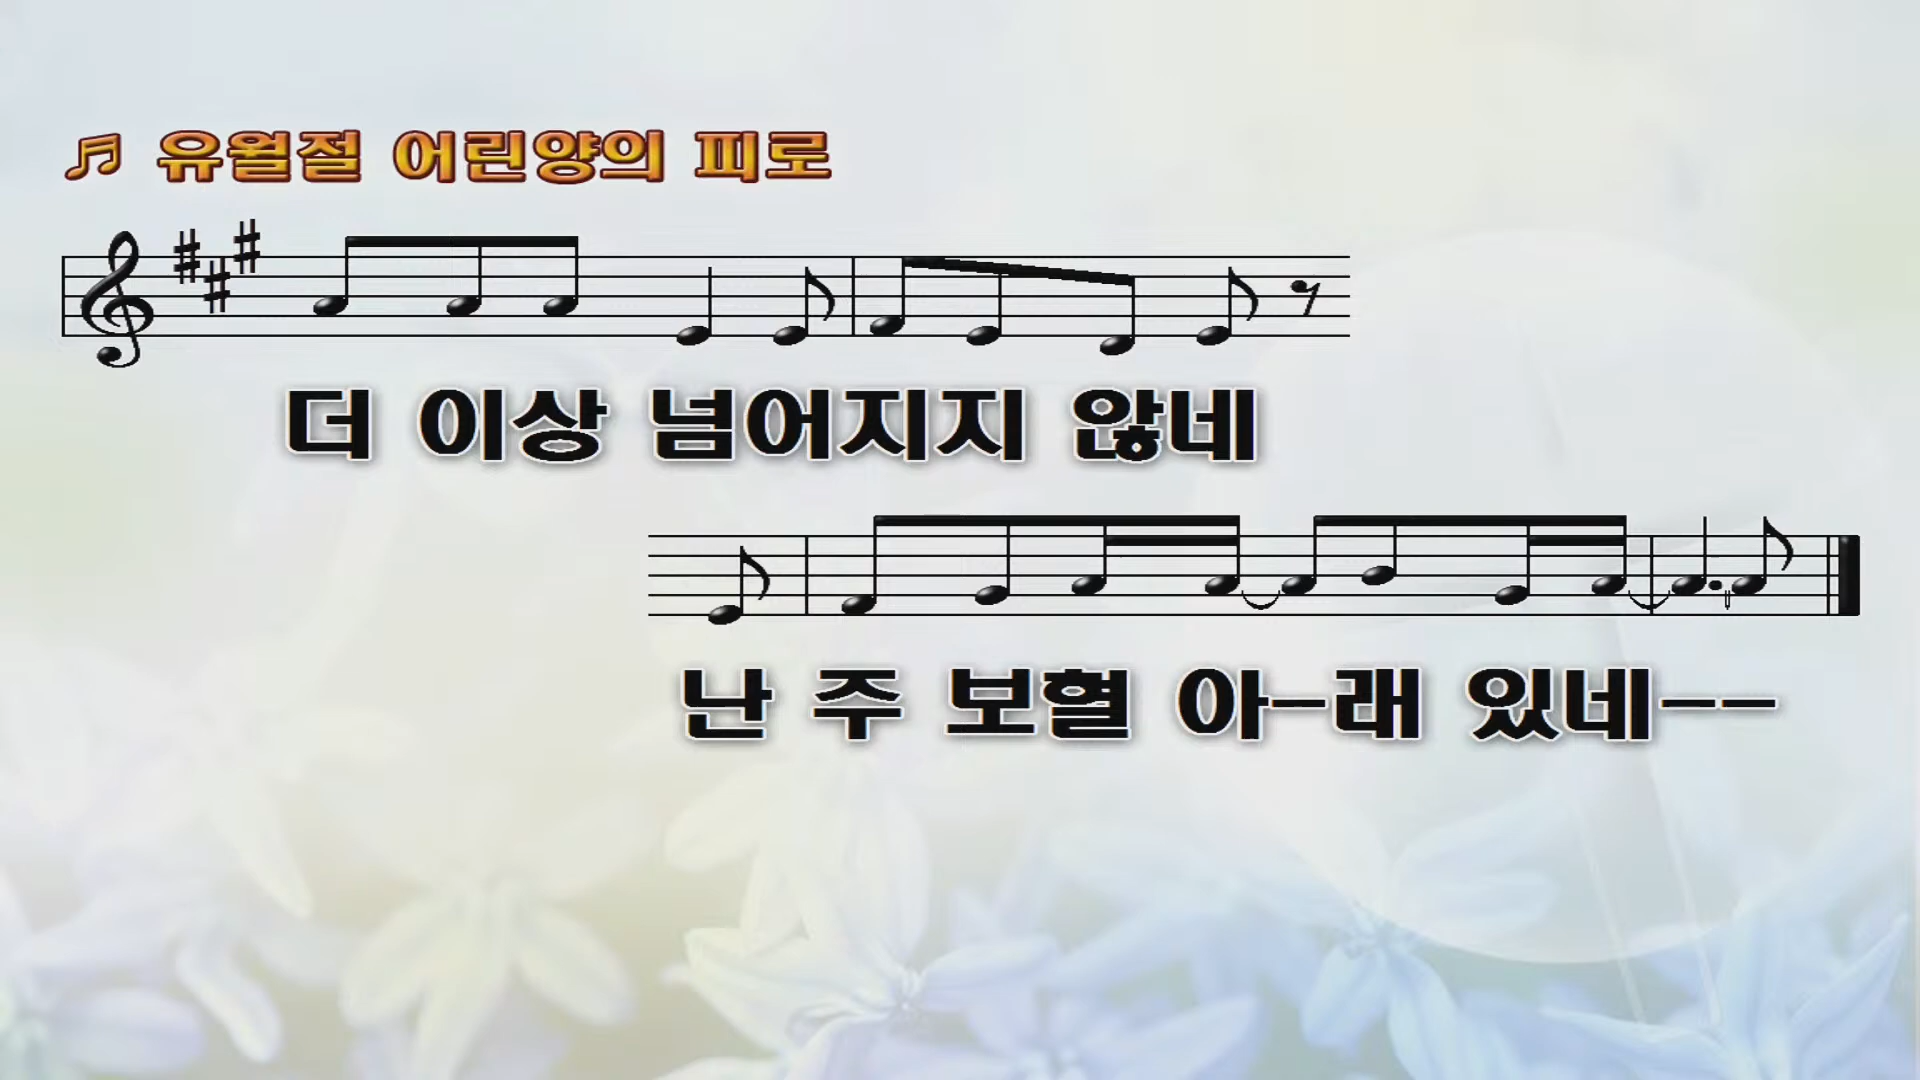 ♫ 유월절 어린양의 피로
더 이상 넘어지지 않네
난 주 보혈 아-래 있네--